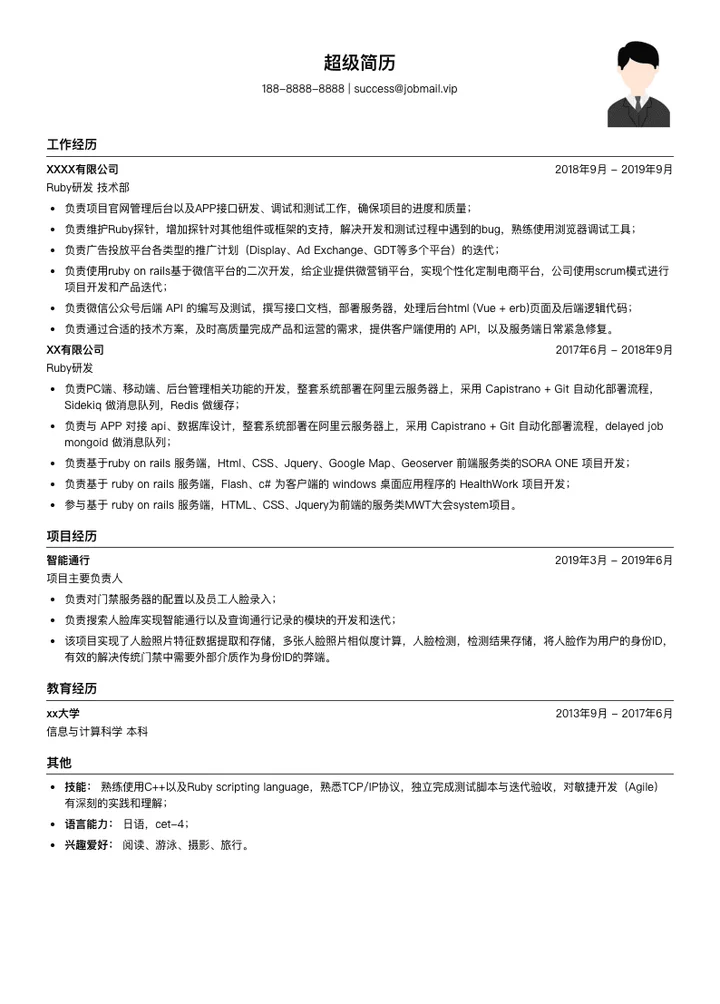 超级简历
188-8888-8888 | success@jobmail.vip
工作经历
XXXX有限公司 2018年9月 – 2019年9月
Ruby研发 技术部
• 负责项目官网管理后台以及APP接口研发、调试和测试工作，确保项目的进度和质量；
• 负责维护Ruby探针，增加探针对其他组件或框架的支持，解决开发和测试过程中遇到的bug，熟练使用浏览器调试工具；
• 负责广告投放平台各类型的推广计划（Display、Ad Exchange、GDT等多个平台）的迭代；
• 负责使用ruby on rails基于微信平台的二次开发，给企业提供微营销平台，实现个性化定制电商平台，公司使用scrum模式进行
项目开发和产品迭代；
• 负责微信公众号后端 API 的编写及测试，撰写接口文档，部署服务器，处理后台html (Vue + erb)页面及后端逻辑代码；
• 负责通过合适的技术方案，及时高质量完成产品和运营的需求，提供客户端使用的 API，以及服务端日常紧急修复。
XX有限公司 2017年6月 – 2018年9月
Ruby研发
• 负责PC端、移动端、后台管理相关功能的开发，整套系统部署在阿里云服务器上，采用 Capistrano + Git 自动化部署流程，
Sidekiq 做消息队列，Redis 做缓存；
• 负责与 APP 对接 api、数据库设计，整套系统部署在阿里云服务器上，采用 Capistrano + Git 自动化部署流程，delayed job
mongoid 做消息队列；
• 负责基于ruby on rails 服务端，Html、CSS、Jquery、Google Map、Geoserver 前端服务类的SORA ONE 项目开发；
• 负责基于 ruby on rails 服务端，Flash、c# 为客户端的 windows 桌面应用程序的 HealthWork 项目开发；
• 参与基于 ruby on rails 服务端，HTML、CSS、Jquery为前端的服务类MWT大会system项目。
项目经历
智能通行 2019年3月 – 2019年6月
项目主要负责人
• 负责对门禁服务器的配置以及员工人脸录入；
• 负责搜索人脸库实现智能通行以及查询通行记录的模块的开发和迭代；
• 该项目实现了人脸照片特征数据提取和存储，多张人脸照片相似度计算，人脸检测，检测结果存储，将人脸作为用户的身份ID，
有效的解决传统门禁中需要外部介质作为身份ID的弊端。
教育经历
xx大学 2013年9月 – 2017年6月
信息与计算科学 本科
其他
• 技能： 熟练使用C++以及Ruby scripting language，熟悉TCP/IP协议，独立完成测试脚本与迭代验收，对敏捷开发（Agile）
有深刻的实践和理解；
• 语言能力： 日语，cet-4；
• 兴趣爱好： 阅读、游泳、摄影、旅行。